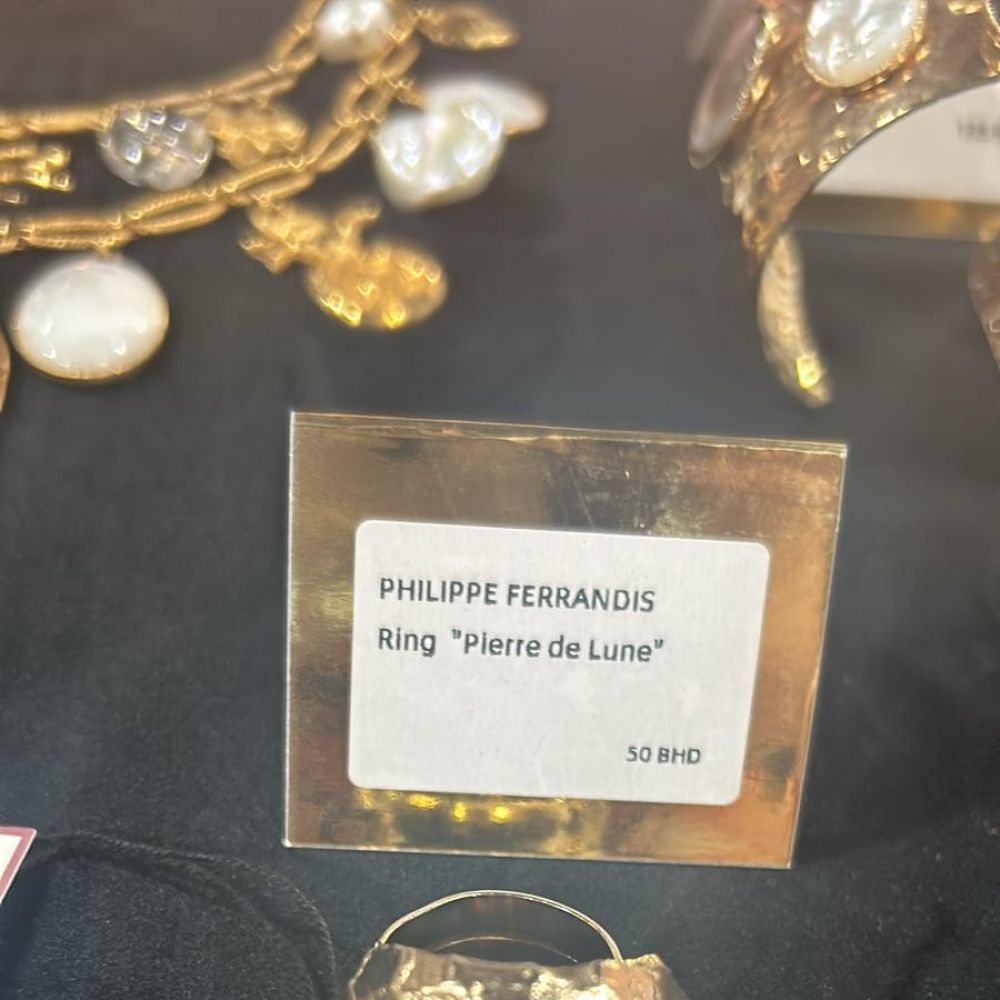 PHILIPPE FERRANDIS
Ring "Pierre de Lune"
50 BHD